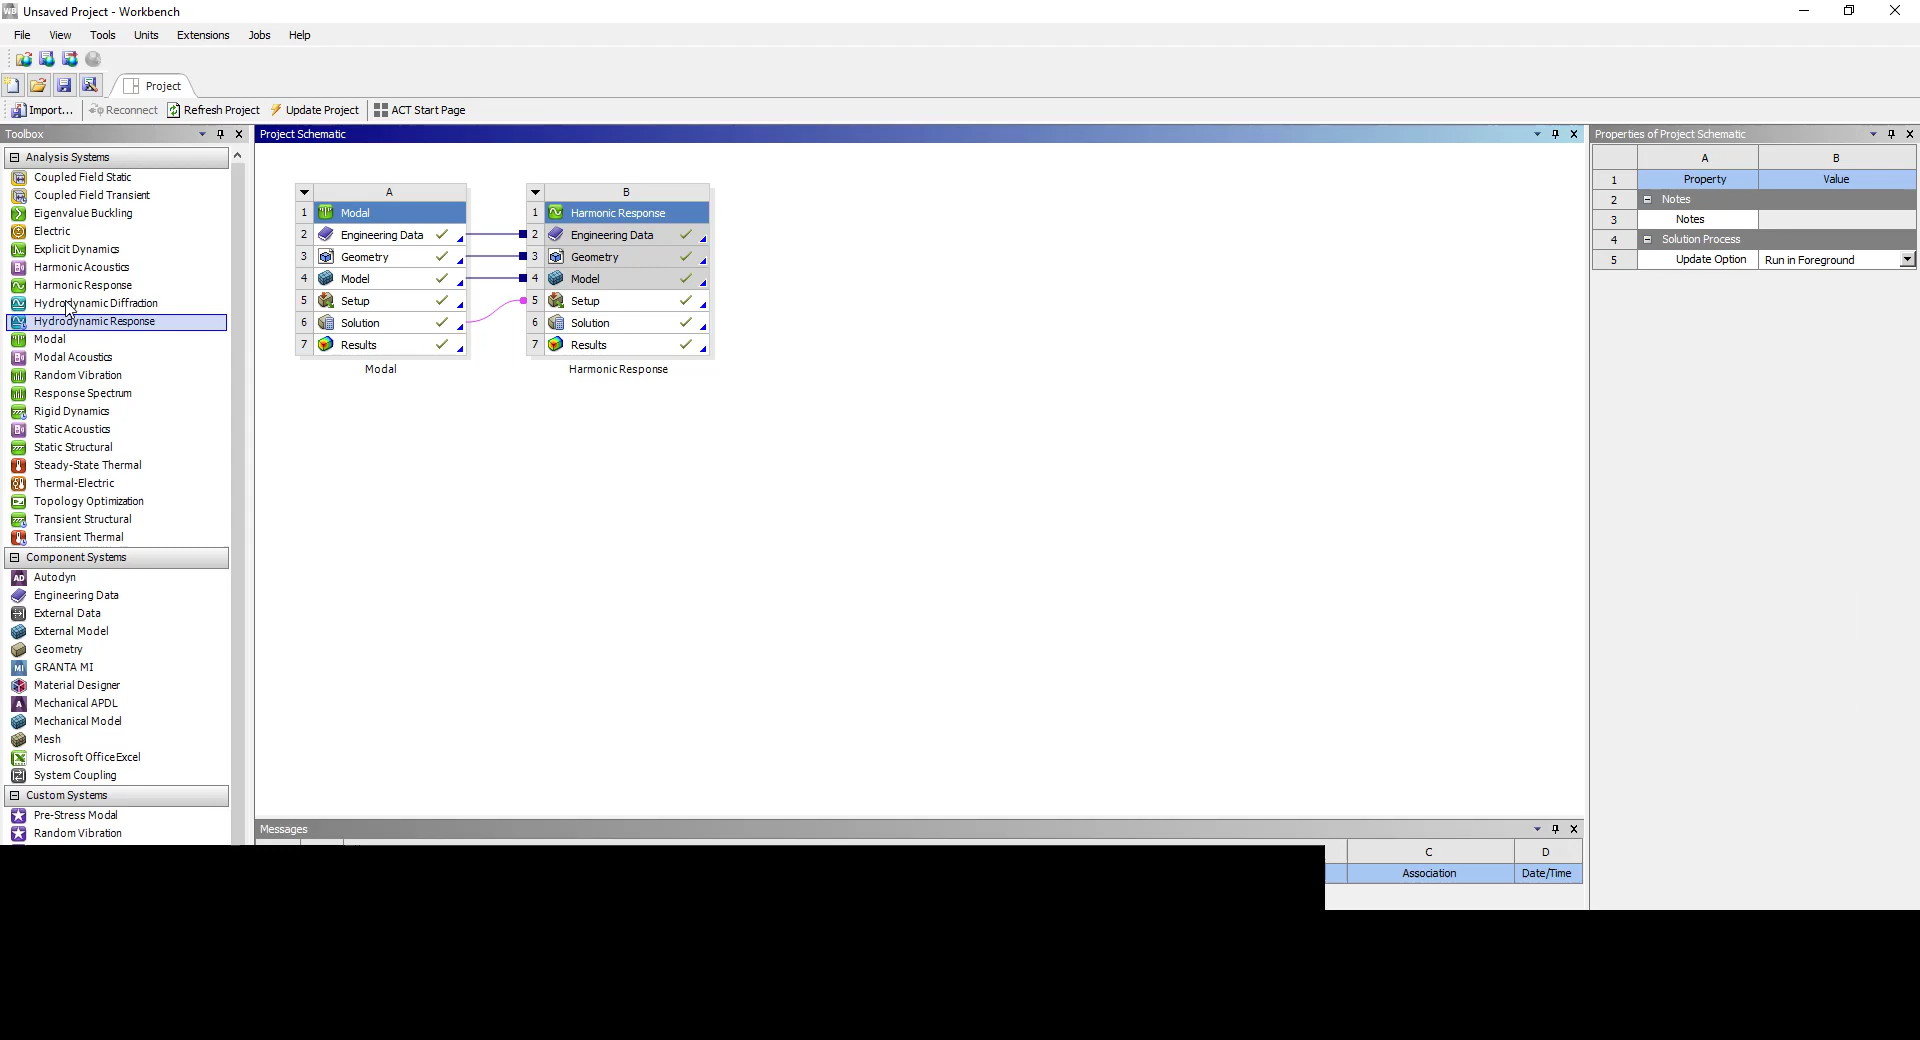 Unsaved Project - Workbench
File View Tools Units Extensions Jobs Help
Project
Import... Reconnect Refresh Project Update Project ACT Start Page
Toolbox
Analysis Systems
Coupled Field Static
Coupled Field Transient
Eigenvalue Buckling
Electric
Explicit Dynamics
Harmonic Acoustics
Harmonic Response
Hydrodynamic Diffraction
Hydrodynamic Response
Modal
Modal Acoustics
Random Vibration
Response Spectrum
Rigid Dynamics
Static Acoustics
Static Structural
Steady-State Thermal
Thermal-Electric
Topology Optimization
Transient Structural
Transient Thermal
Component Systems
AD Autodyn
Engineering Data
External Data
External Model
Geometry
MI GRANTA MI
Material Designer
A Mechanical APDL
Mechanical Model
Mesh
Microsoft Office Excel
System Coupling
Custom Systems
Pre-Stress Modal
Random Vibration
Project Schematic
A
1 Modal
2 Engineering Data
3 Geometry
4 Model
5 Setup
6 Solution
7 Results
Modal
B
1 Harmonic Response
2 Engineering Data
3 Geometry
4 Model
5 Setup
6 Solution
7 Results
Harmonic Response
Messages
C D
Association Date/Time
Properties of Project Schematic
A B
1 Property Value
2 Notes
3 Notes
4 Solution Process
5 Update Option Run in Foreground